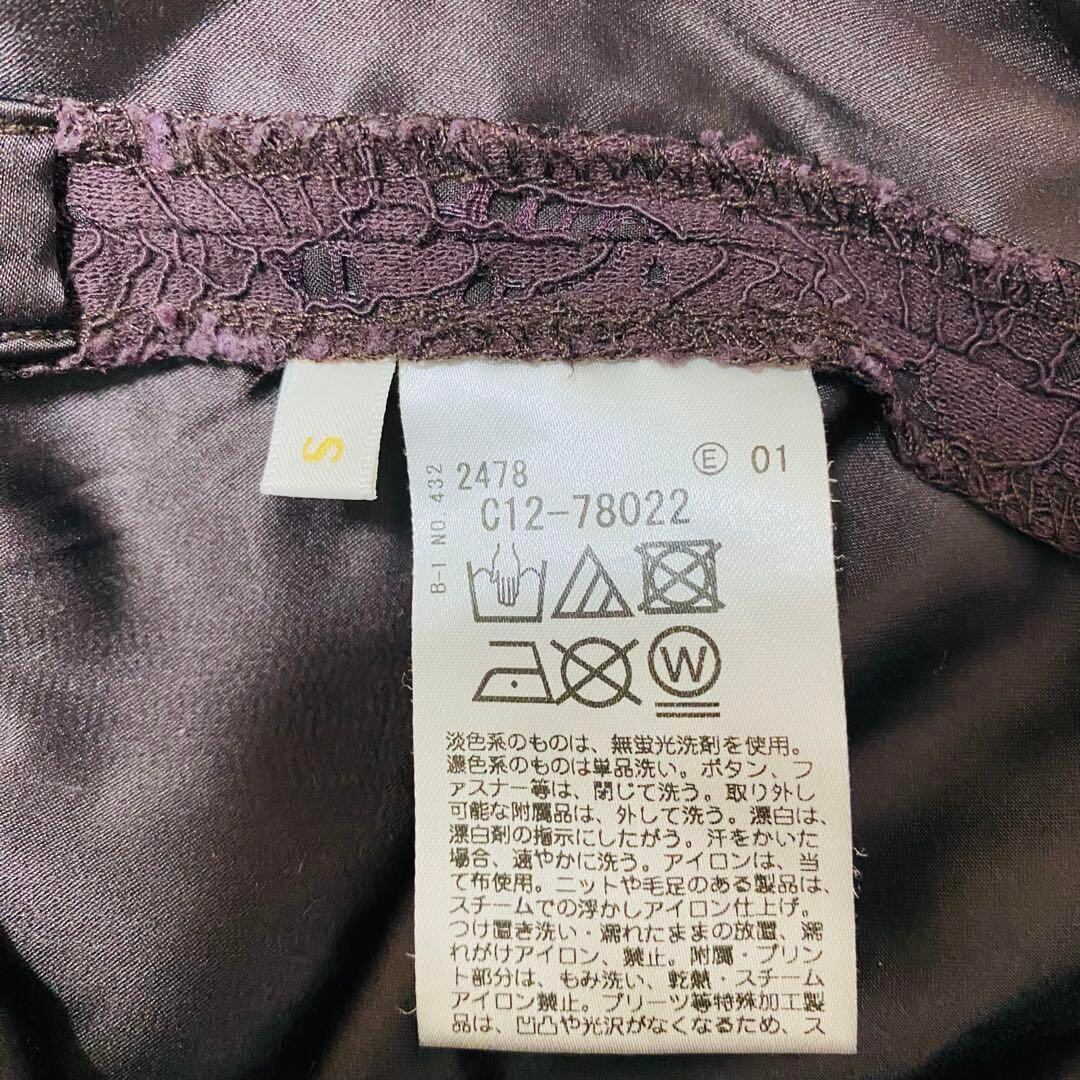 S
B-1 NO.432
2478 Ⓔ 01
C12-78022
W
淡色系のものは、無蛍光洗剤を使用。
濃色系のものは単品洗い。ボタン、フ
ァスナー等は、閉じて洗う。取り外し
可能な附属品は、外して洗う。漂白は、
漂白剤の指示にしたがう。汗をかいた
場合、速やかに洗う。アイロンは、当
て布使用。ニットや毛足のある製品は、
スチームでの浮かしアイロン仕上げ。
つけ置き洗い・濡れたままの放置、濡
れがけアイロン、禁止。附属・プリン
ト部分は、もみ洗い、乾熱・スチーム
アイロン禁止。プリーツ等特殊加工製
品は、凹凸や光沢がなくなるため、ス